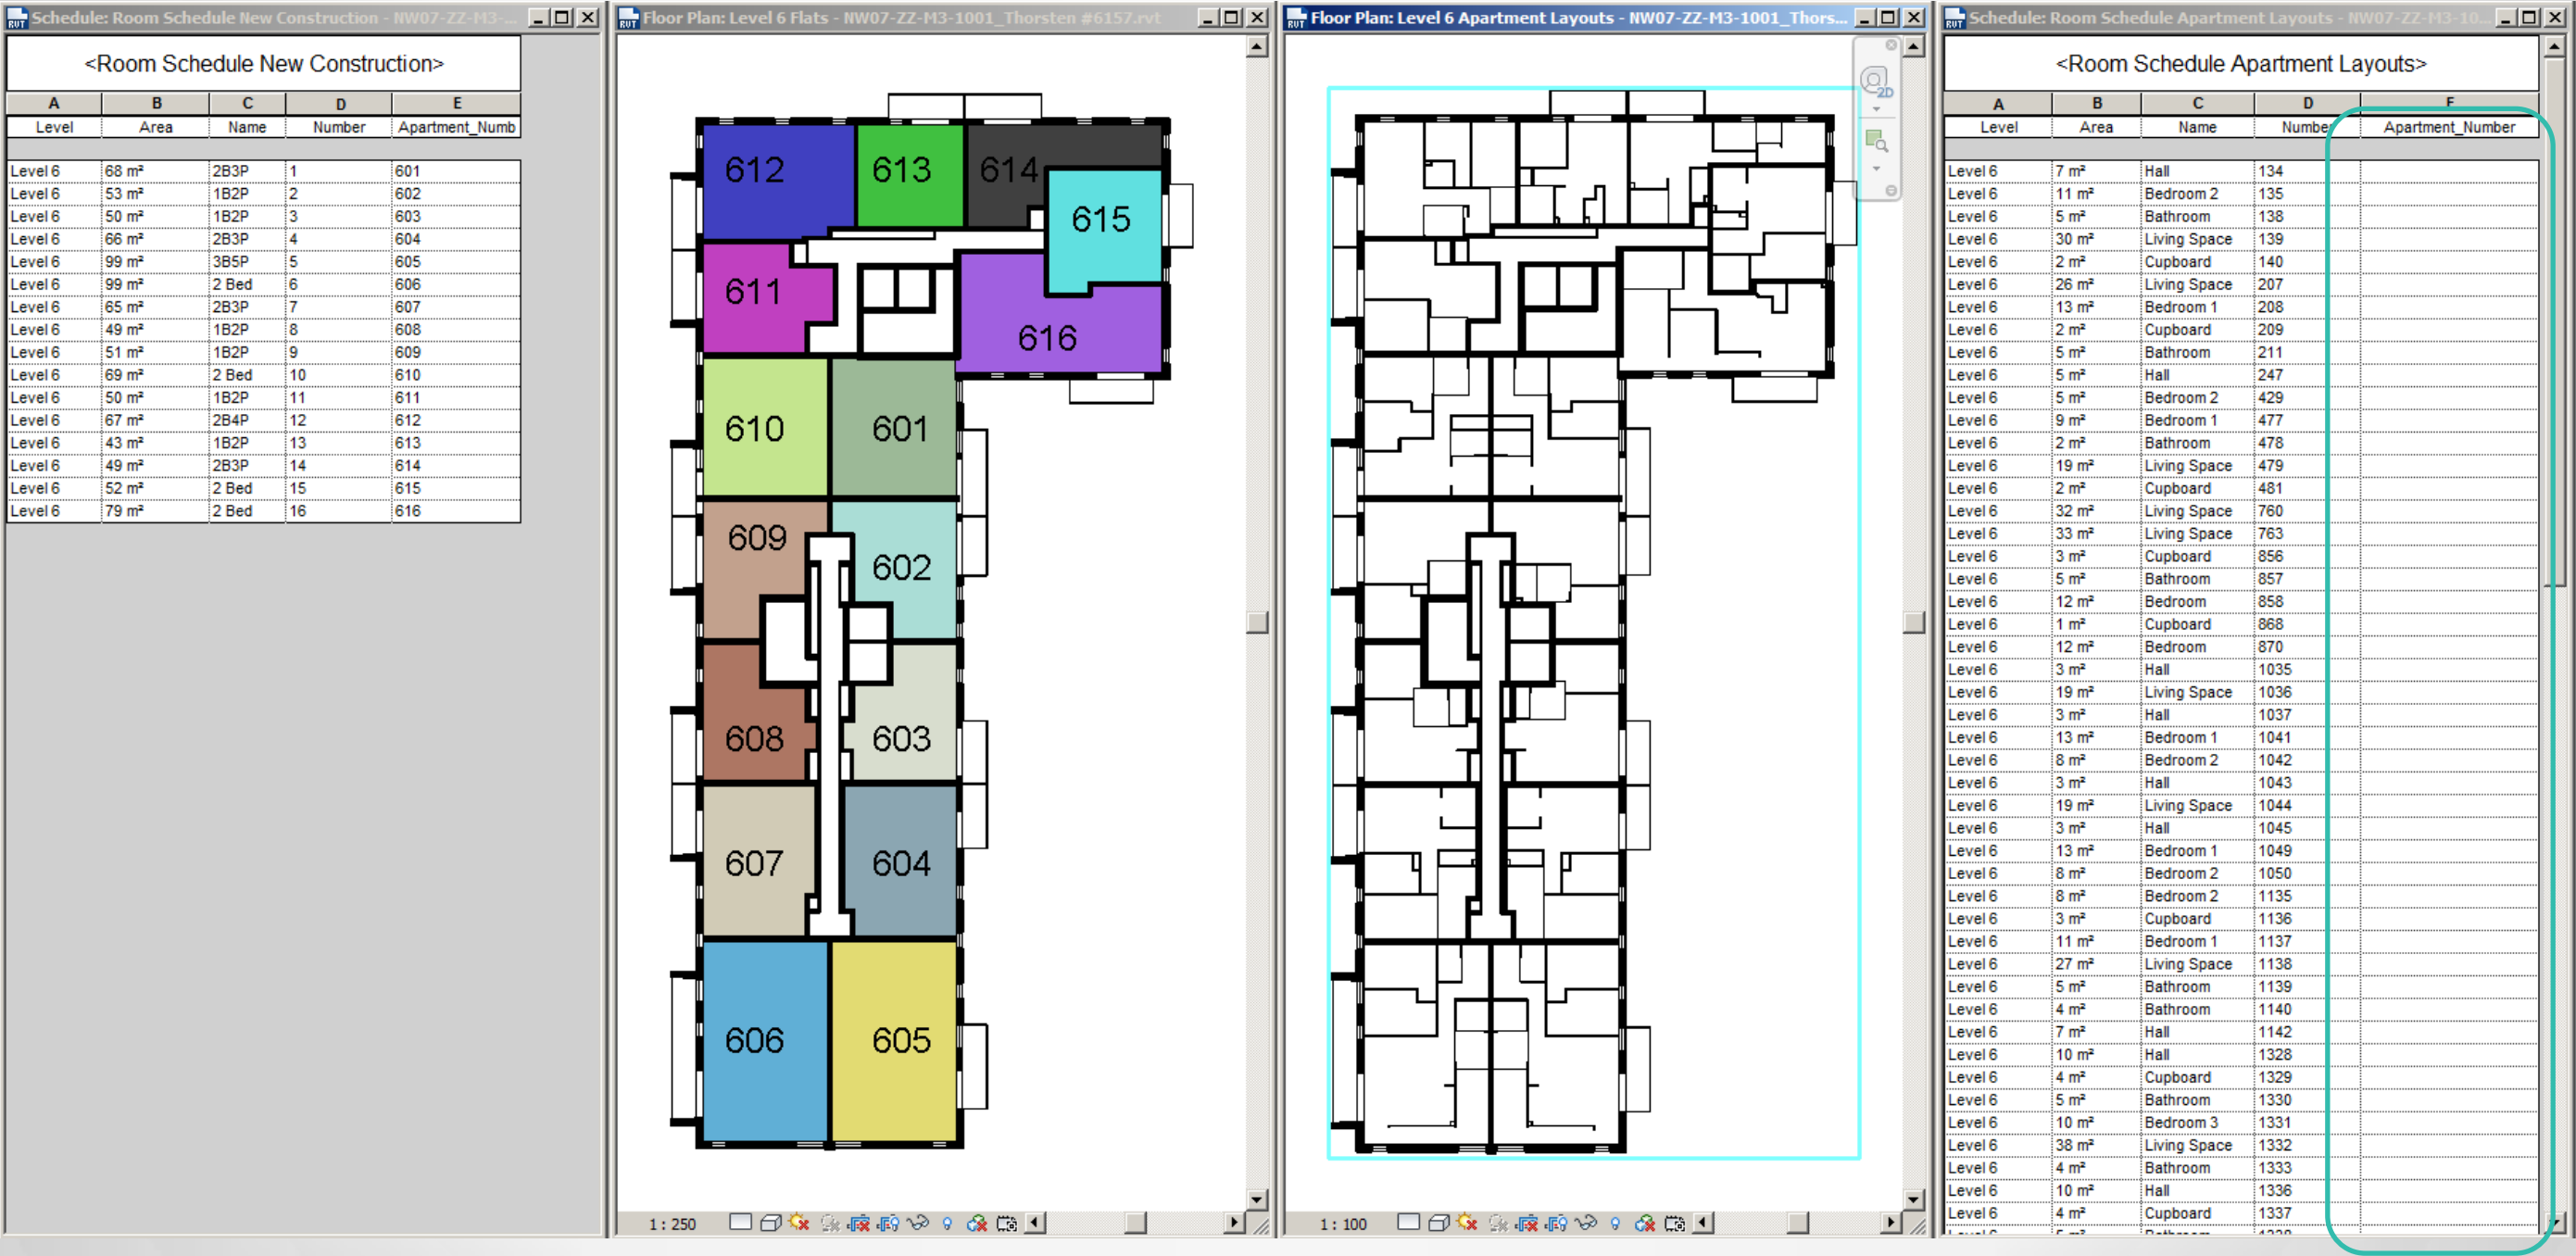 Schedule: Room Schedule New Construction - NW07-ZZ-M3-...
<Room Schedule New Construction>
A B C D E
Level Area Name Number Apartment_Numb
Level 6 68 m² 2B3P 1 601
Level 6 53 m² 1B2P 2 602
Level 6 50 m² 1B2P 3 603
Level 6 66 m² 2B3P 4 604
Level 6 99 m² 3B5P 5 605
Level 6 99 m² 2 Bed 6 606
Level 6 65 m² 2B3P 7 607
Level 6 49 m² 1B2P 8 608
Level 6 51 m² 1B2P 9 609
Level 6 69 m² 2 Bed 10 610
Level 6 50 m² 1B2P 11 611
Level 6 67 m² 2B4P 12 612
Level 6 43 m² 1B2P 13 613
Level 6 49 m² 2B3P 14 614
Level 6 52 m² 2 Bed 15 615
Level 6 79 m² 2 Bed 16 616
Floor Plan: Level 6 Flats - NW07-ZZ-M3-1001_Thorsten #6157.rvt
612 613 614
615
611
616
610 601
609
602
608 603
607 604
606 605
1 : 250
Floor Plan: Level 6 Apartment Layouts - NW07-ZZ-M3-1001_Thors...
2D
1 : 100
Schedule: Room Schedule Apartment Layouts - NW07-ZZ-M3-10...
<Room Schedule Apartment Layouts>
A B C D E
Level Area Name Number Apartment_Number
Level 6 7 m² Hall 134
Level 6 11 m² Bedroom 2 135
Level 6 5 m² Bathroom 138
Level 6 30 m² Living Space 139
Level 6 2 m² Cupboard 140
Level 6 26 m² Living Space 207
Level 6 13 m² Bedroom 1 208
Level 6 2 m² Cupboard 209
Level 6 5 m² Bathroom 211
Level 6 5 m² Hall 247
Level 6 5 m² Bedroom 2 429
Level 6 9 m² Bedroom 1 477
Level 6 2 m² Bathroom 478
Level 6 19 m² Living Space 479
Level 6 2 m² Cupboard 481
Level 6 32 m² Living Space 760
Level 6 33 m² Living Space 763
Level 6 3 m² Cupboard 856
Level 6 5 m² Bathroom 857
Level 6 12 m² Bedroom 858
Level 6 1 m² Cupboard 868
Level 6 12 m² Bedroom 870
Level 6 3 m² Hall 1035
Level 6 19 m² Living Space 1036
Level 6 3 m² Hall 1037
Level 6 13 m² Bedroom 1 1041
Level 6 8 m² Bedroom 2 1042
Level 6 3 m² Hall 1043
Level 6 19 m² Living Space 1044
Level 6 3 m² Hall 1045
Level 6 13 m² Bedroom 1 1049
Level 6 8 m² Bedroom 2 1050
Level 6 8 m² Bedroom 2 1135
Level 6 3 m² Cupboard 1136
Level 6 11 m² Bedroom 1 1137
Level 6 27 m² Living Space 1138
Level 6 5 m² Bathroom 1139
Level 6 4 m² Bathroom 1140
Level 6 7 m² Hall 1142
Level 6 10 m² Hall 1328
Level 6 4 m² Cupboard 1329
Level 6 5 m² Bathroom 1330
Level 6 10 m² Bedroom 3 1331
Level 6 38 m² Living Space 1332
Level 6 4 m² Bathroom 1333
Level 6 10 m² Hall 1336
Level 6 4 m² Cupboard 1337